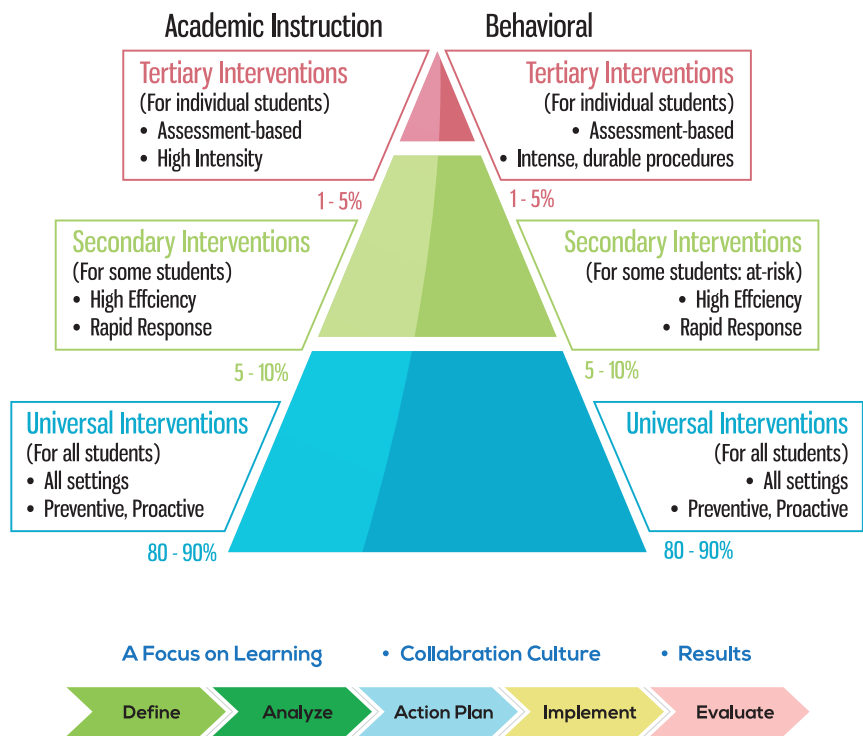 Academic Instruction
Behavioral
Tertiary Interventions
(For individual students)
• Assessment-based
• High Intensity
1 - 5%
Tertiary Interventions
(For individual students)
• Assessment-based
• Intense, durable procedures
1 - 5%
Secondary Interventions
(For some students)
• High Effciency
• Rapid Response
5 - 10%
Secondary Interventions
(For some students: at-risk)
• High Effciency
• Rapid Response
5 - 10%
Universal Interventions
(For all students)
• All settings
• Preventive, Proactive
80 - 90%
Universal Interventions
(For all students)
• All settings
• Preventive, Proactive
80 - 90%
A Focus on Learning • Collabration Culture • Results
Define Analyze Action Plan Implement Evaluate